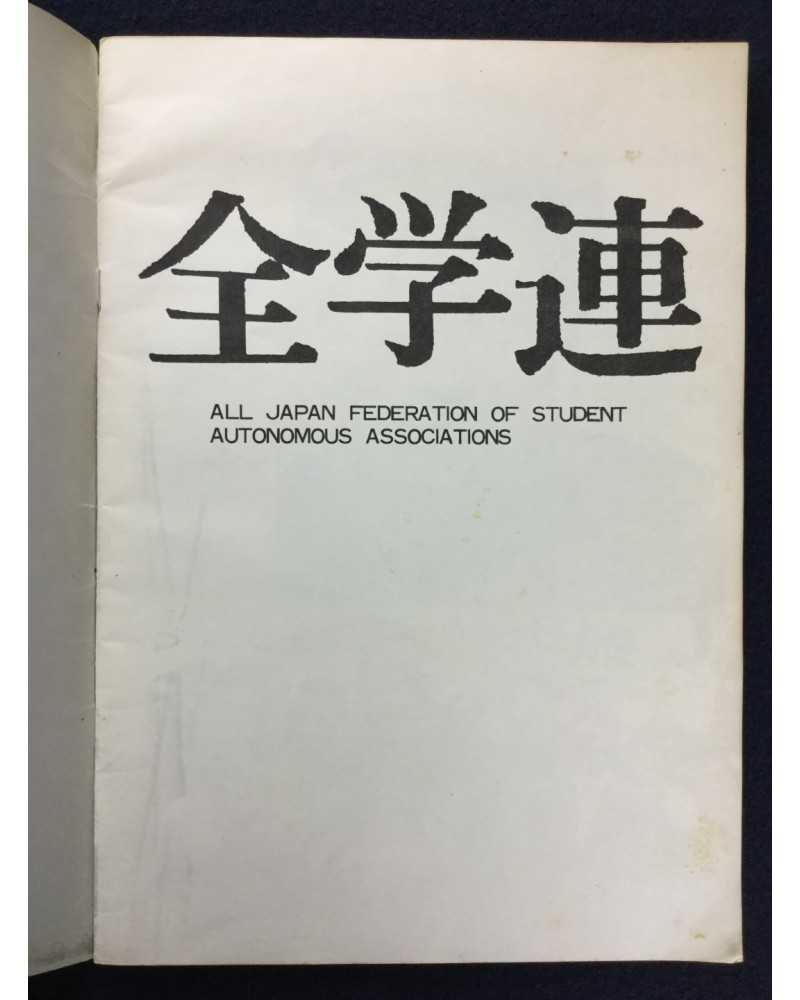 全学連
ALL JAPAN FEDERATION OF STUDENT
AUTONOMOUS ASSOCIATIONS